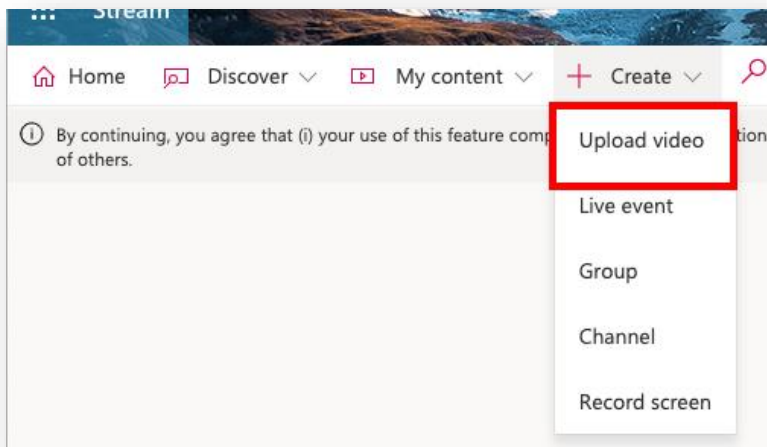 Stream
Home Discover My content Create
By continuing, you agree that (i) your use of this feature comp tion
of others.
Upload video
Live event
Group
Channel
Record screen